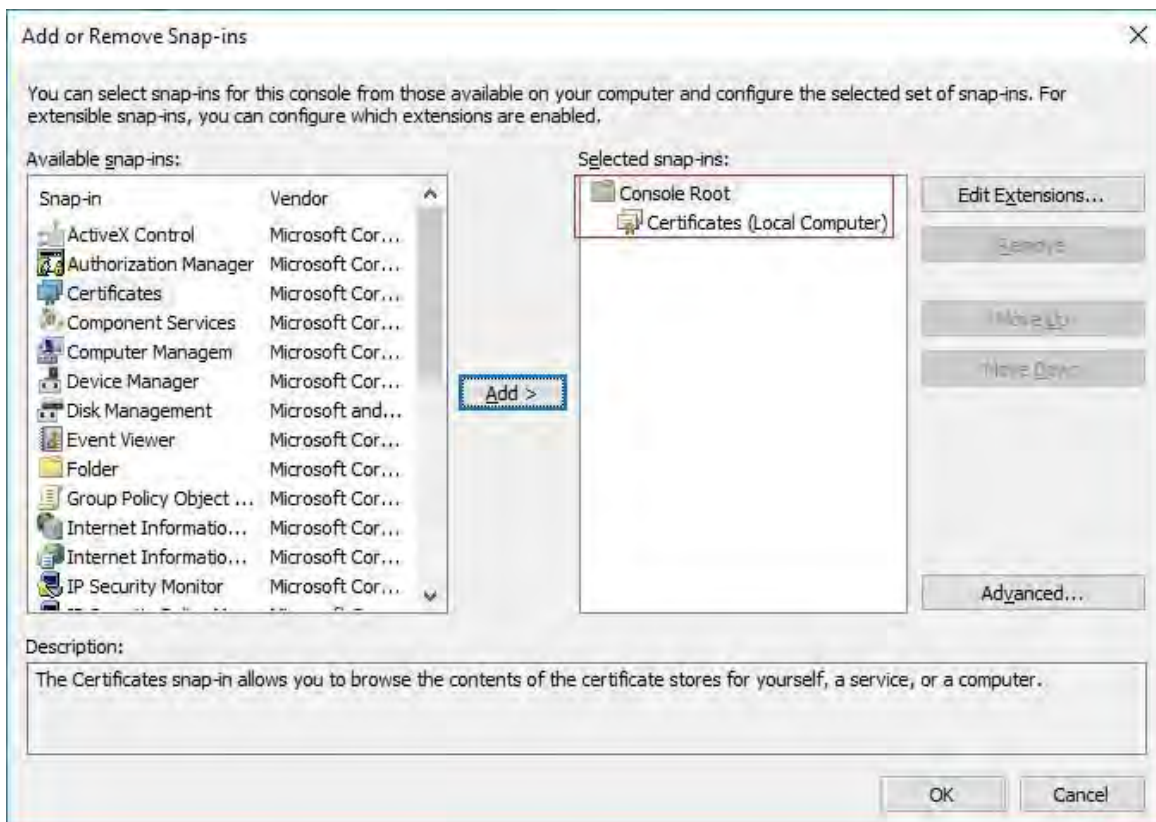 Add or Remove Snap-ins
You can select snap-ins for this console from those available on your computer and configure the selected set of snap-ins. For
extensible snap-ins, you can configure which extensions are enabled.
Available snap-ins:
Snap-in Vendor
ActiveX Control Microsoft Cor...
Authorization Manager Microsoft Cor...
Certificates Microsoft Cor...
Component Services Microsoft Cor...
Computer Managem Microsoft Cor...
Device Manager Microsoft Cor...
Disk Management Microsoft and...
Event Viewer Microsoft Cor...
Folder Microsoft Cor...
Group Policy Object ... Microsoft Cor...
Internet Informatio... Microsoft Cor...
Internet Informatio... Microsoft Cor...
IP Security Monitor Microsoft Cor...
Add >
Selected snap-ins:
Console Root
Certificates (Local Computer)
Edit Extensions...
Remove
Move Up
Move Down
Advanced...
Description:
The Certificates snap-in allows you to browse the contents of the certificate stores for yourself, a service, or a computer.
OK
Cancel